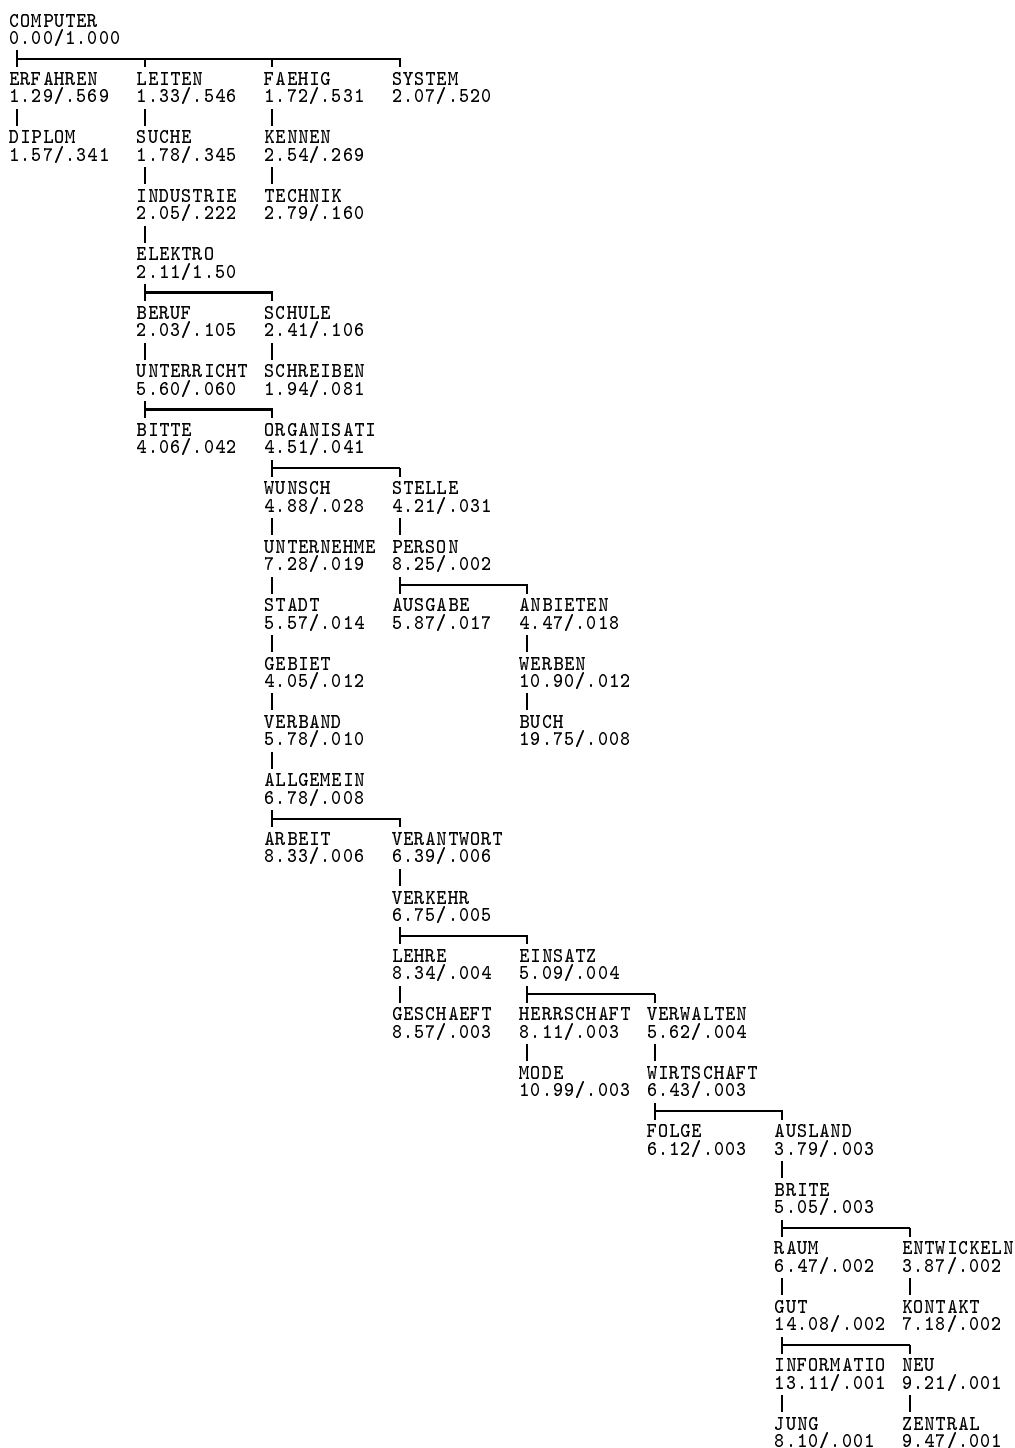 COMPUTER
0.00/1.000
ERFAHREN LEITEN FAEHIG SYSTEM
1.29/.569 1.33/.546 1.72/.531 2.07/.520
DIPLOM SUCHE KENNEN
1.57/.341 1.78/.345 2.54/.269
INDUSTRIE TECHNIK
2.05/.222 2.79/.160
ELEKTRO
2.11/1.50
BERUF SCHULE
2.03/.105 2.41/.106
UNTERRICHT SCHREIBEN
5.60/.060 1.94/.081
BITTE ORGANISATI
4.06/.042 4.51/.041
WUNSCH STELLE
4.88/.028 4.21/.031
UNTERNEHME PERSON
7.28/.019 8.25/.002
STADT AUSGABE ANBIETEN
5.57/.014 5.87/.017 4.47/.018
GEBIET WERBEN
4.05/.012 10.90/.012
VERBAND BUCH
5.78/.010 19.75/.008
ALLGEMEIN
6.78/.008
ARBEIT VERANTWORT
8.33/.006 6.39/.006
VERKEHR
6.75/.005
LEHRE EINSATZ
8.34/.004 5.09/.004
GESCHAEFT HERRSCHAFT VERWALTEN
8.57/.003 8.11/.003 5.62/.004
MODE WIRTSCHAFT
10.99/.003 6.43/.003
FOLGE AUSLAND
6.12/.003 3.79/.003
BRITE
5.05/.003
RAUM ENTWICKELN
6.47/.002 3.87/.002
GUT KONTAKT
14.08/.002 7.18/.002
INFORMATIO NEU
13.11/.001 9.21/.001
JUNG ZENTRAL
8.10/.001 9.47/.001